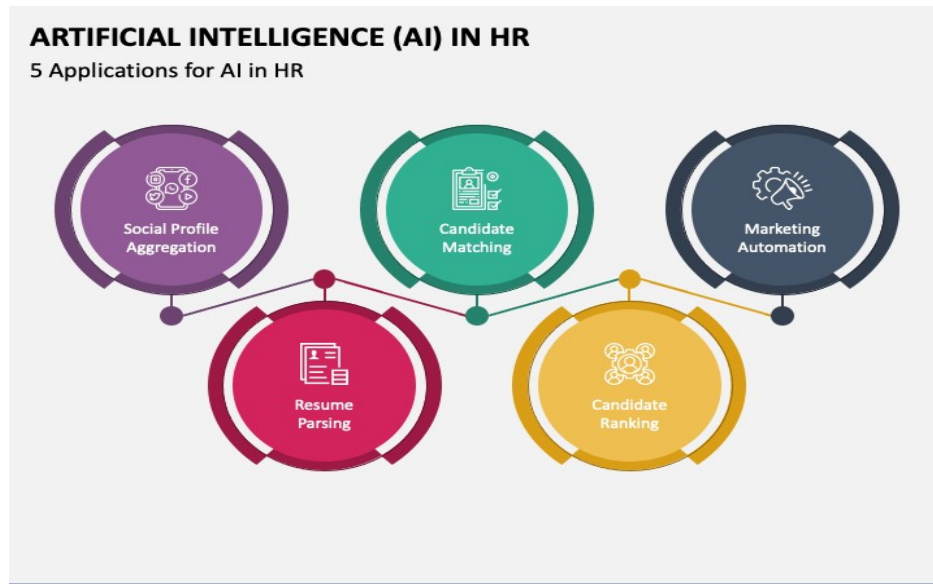 ARTIFICIAL INTELLIGENCE (AI) IN HR
5 Applications for AI in HR
Social Profile
Aggregation
Resume
Parsing
Candidate
Matching
Candidate
Ranking
Marketing
Automation